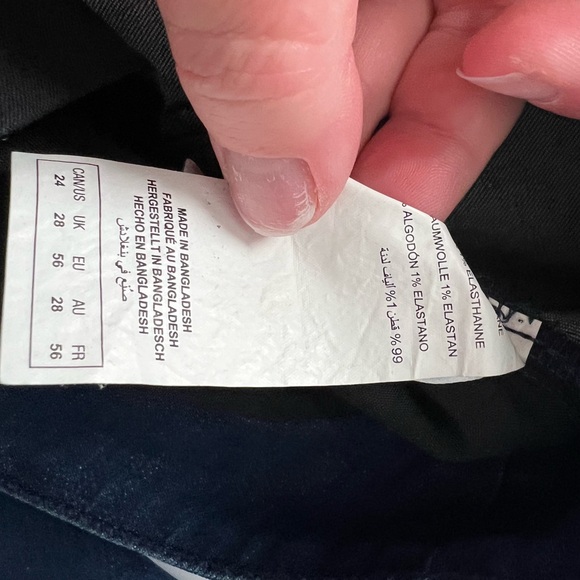 ELASTHANNE
UMWOLLE 1% ELASTAN
ALGODÓN 1% ELASTANO
99 % قطن 1% ألياف لدنة
MADE IN BANGLADESH
FABRIQUÉ AU BANGLADESH
HERGESTELLT IN BANGLADESCH
HECHO EN BANGLADESH
صنع في بنغلادش
CAN/US UK EU AU FR
24 28 56 28 56